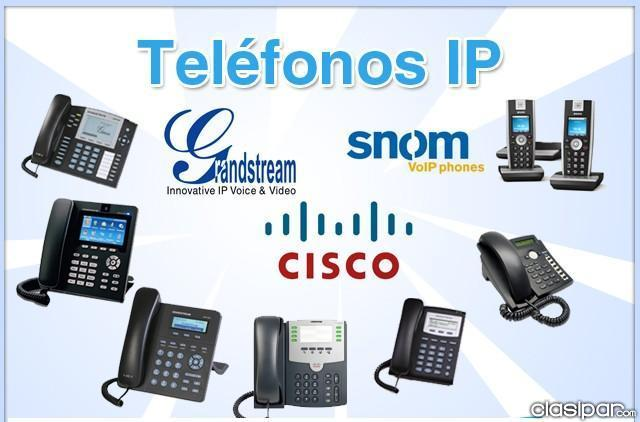 Teléfonos IP
Grandstream
Innovative IP Voice & Video
snom
VoIP phones
CISCO
clasipar.com